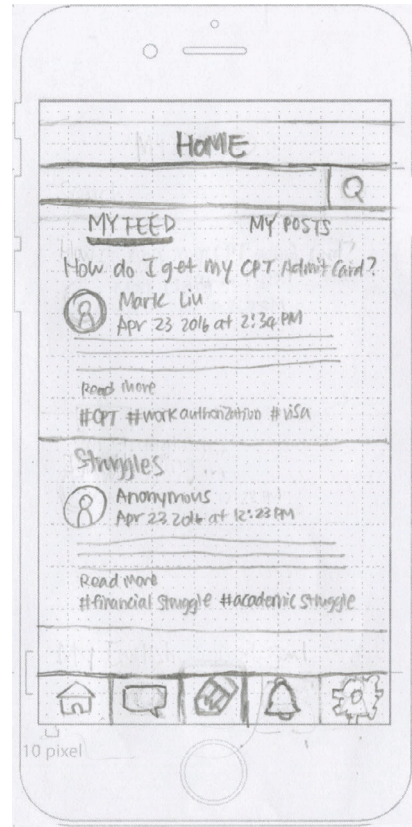 HOME
MY FEED MY POSTS
How do I get my CPT Admit Card?
Mark Liu
Apr 23 2016 at 2:34 PM
Read more
#CPT #work authorization #visa
Struggles
Anonymous
Apr 23 2016 at 12:23 PM
Read more
#financial struggle #academic struggle
10 pixel